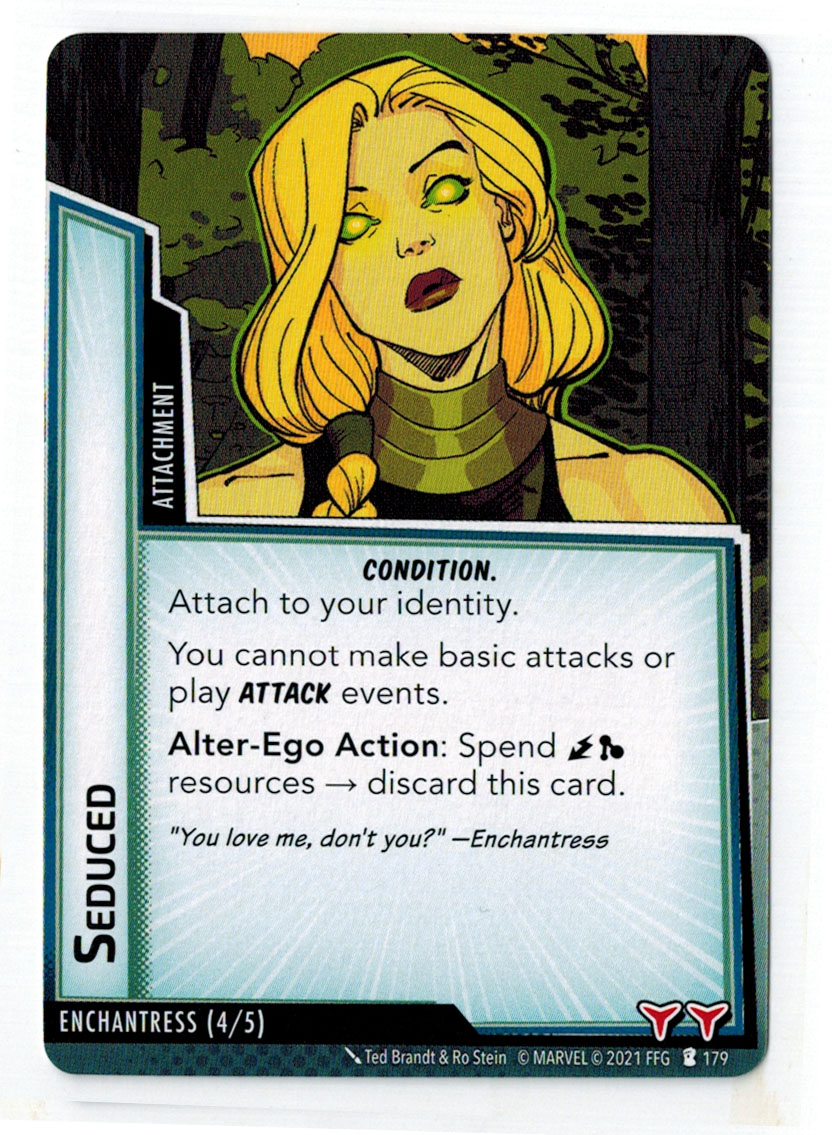 ATTACHMENT
SEDUCED
CONDITION.
Attach to your identity.
You cannot make basic attacks or
play ATTACK events.
Alter-Ego Action: Spend
resources → discard this card.
"You love me, don't you?" —Enchantress
ENCHANTRESS (4/5)
Ted Brandt & Ro Stein © MARVEL © 2021 FFG 179